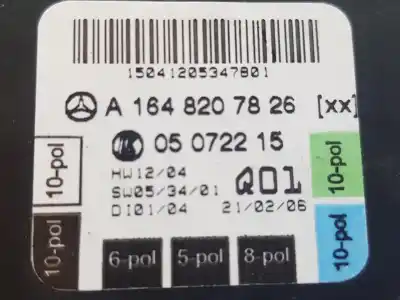 15041205347801
A 164 820 78 26 [xx]
05 0722 15
HW12/04
SW05/34/01
DI01/04
Q01
21/02/06
10-pol
10-pol
10-pol
10-pol
6-pol
5-pol
8-pol